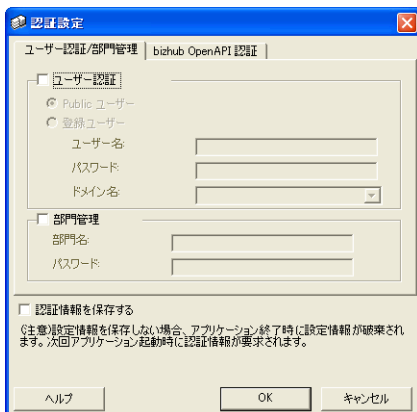 認証設定
ユーザー認証/部門管理 bizhub OpenAPI 認証
ユーザー認証
Public ユーザー
登録ユーザー
ユーザー名:
パスワード:
ドメイン名:
部門管理
部門名:
パスワード:
認証情報を保存する
(注意)設定情報を保存しない場合、アプリケーション終了時に設定情報が破棄され
ます。次回アプリケーション起動時に認証情報が要求されます。
ヘルプ OK キャンセル